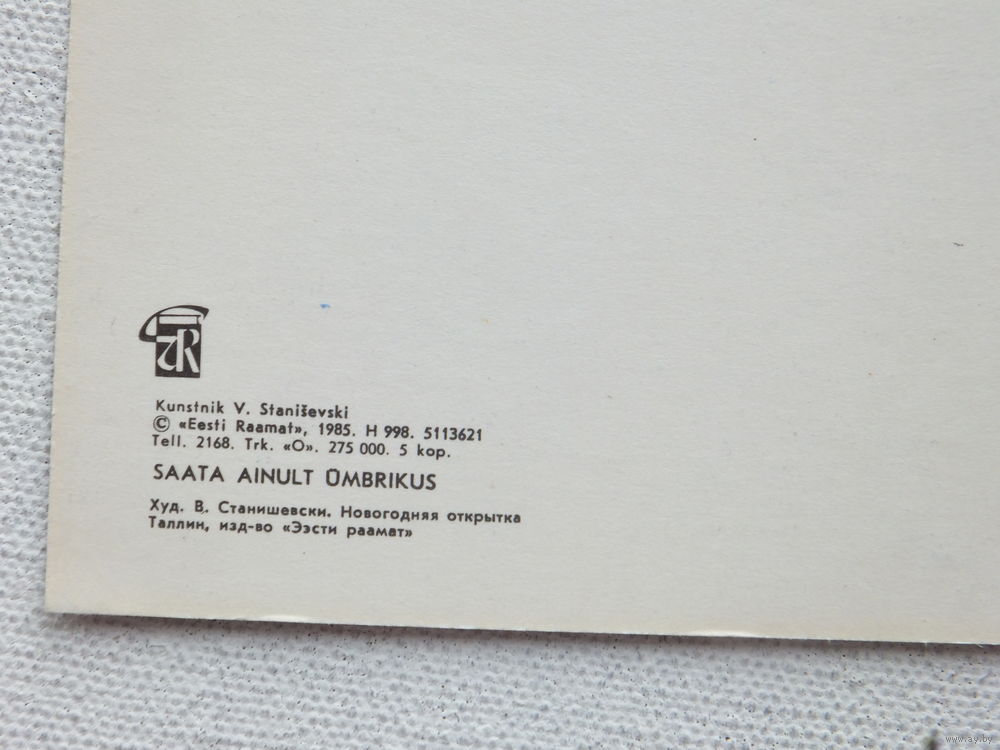 Kunstnik V. Staniševski
© «Eesti Raamat», 1985. H 998. 5113621
Tell. 2168. Trk. «O». 275 000. 5 kop.
SAATA AINULT ÜMBRIKUS
Худ. В. Станишевски. Новогодняя открытка
Таллин, изд-во «Ээсти раамат»
www.ay.by